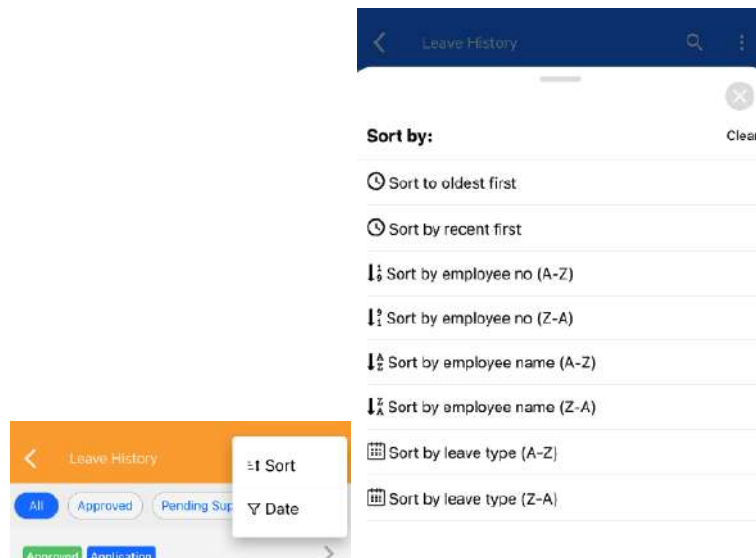 Leave History
Sort
Date
All
Approved
Pending Sup
Approved
Application
Leave History
Sort by:
Clear
Sort to oldest first
Sort by recent first
Sort by employee no (A-Z)
Sort by employee no (Z-A)
Sort by employee name (A-Z)
Sort by employee name (Z-A)
Sort by leave type (A-Z)
Sort by leave type (Z-A)